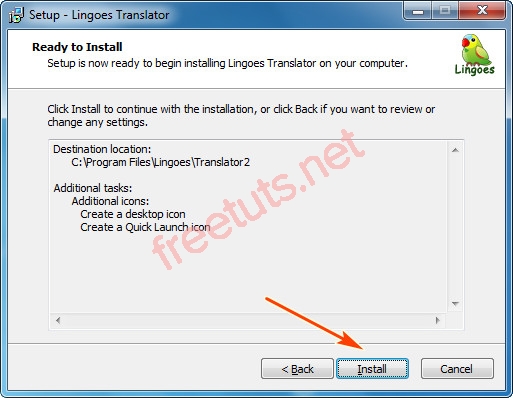 Setup - Lingoes Translator
Ready to Install
Setup is now ready to begin installing Lingoes Translator on your computer.
Lingoes
Click Install to continue with the installation, or click Back if you want to review or
change any settings.
Destination location:
C:\Program Files\Lingoes\Translator2
Additional tasks:
Additional icons:
Create a desktop icon
Create a Quick Launch icon
freetuts.net
< Back
Install
Cancel